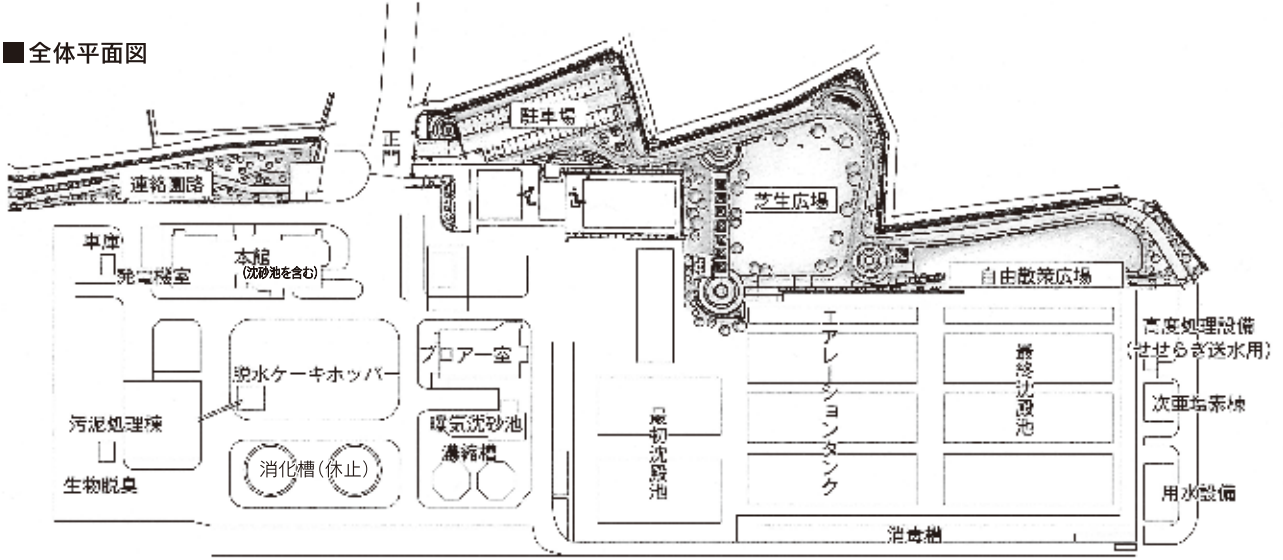 ■全体平面図
正門
駐車場
連絡園路
芝生広場
自由散策広場
車庫
発電機室
本館
(沈砂池を含む)
高度処理設備
(せせらぎ送水用)
ブロアー室
脱水ケーキホッパー
汚泥処理棟
曝気沈砂池
濃縮槽
消化槽(休止)
生物脱臭
最初沈殿池
エアレーションタンク
最終沈殿池
次亜塩素棟
用水設備
消毒槽